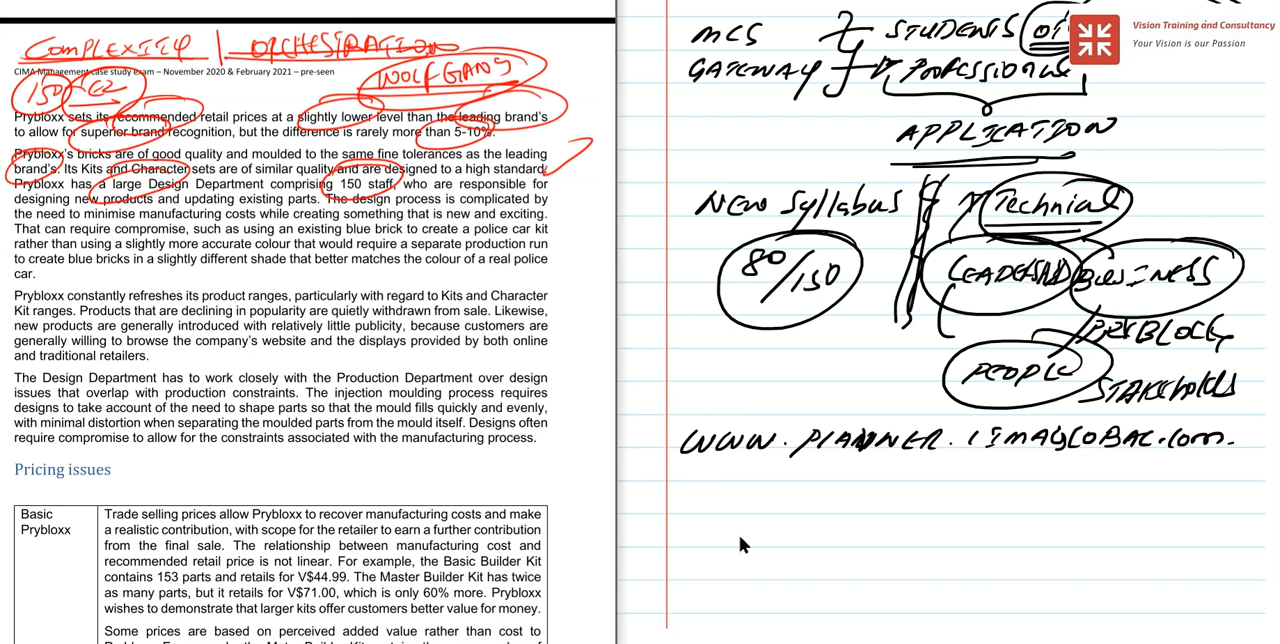 COMPLEXITY | ORCHESTRATION
CIMA Management case study exam – November 2020 & February 2021 – pre-seen
WOLFGANG
150 E2
Prybloxx sets its recommended retail prices at a slightly lower level than the leading brand's
to allow for superior brand recognition, but the difference is rarely more than 5-10%.
Prybloxx's bricks are of good quality and moulded to the same fine tolerances as the leading
brand's. Its Kits and Character sets are of similar quality and are designed to a high standard.
Prybloxx has a large Design Department comprising 150 staff, who are responsible for
designing new products and updating existing parts. The design process is complicated by
the need to minimise manufacturing costs while creating something that is new and exciting.
That can require compromise, such as using an existing blue brick to create a police car kit
rather than using a slightly more accurate colour that would require a separate production run
to create blue bricks in a slightly different shade that better matches the colour of a real police
car.
Prybloxx constantly refreshes its product ranges, particularly with regard to Kits and Character
Kit ranges. Products that are declining in popularity are quietly withdrawn from sale. Likewise,
new products are generally introduced with relatively little publicity, because customers are
generally willing to browse the company's website and the displays provided by both online
and traditional retailers.
The Design Department has to work closely with the Production Department over design
issues that overlap with production constraints. The injection moulding process requires
designs to take account of the need to shape parts so that the mould fills quickly and evenly,
with minimal distortion when separating the moulded parts from the mould itself. Designs often
require compromise to allow for the constraints associated with the manufacturing process.
Pricing issues
Basic
Prybloxx
Trade selling prices allow Prybloxx to recover manufacturing costs and make
a realistic contribution, with scope for the retailer to earn a further contribution
from the final sale. The relationship between manufacturing cost and
recommended retail price is not linear. For example, the Basic Builder Kit
contains 153 parts and retails for V$44.99. The Master Builder Kit has twice
as many parts, but it retails for V$71.00, which is only 60% more. Prybloxx
wishes to demonstrate that larger kits offer customers better value for money.
Some prices are based on perceived added value rather than cost to
MCS STUDENTS
GATEWAY PROFESSIONALS
APPLICATION
New Syllabus Technical
80/150 LEADERSHIP BUSINESS
PRYBLOCX
PEOPLE STAKEHOLDERS
WWW.PLANNER.CIMAGLOBAL.COM.
Vision Training and Consultancy
Your Vision is our Passion